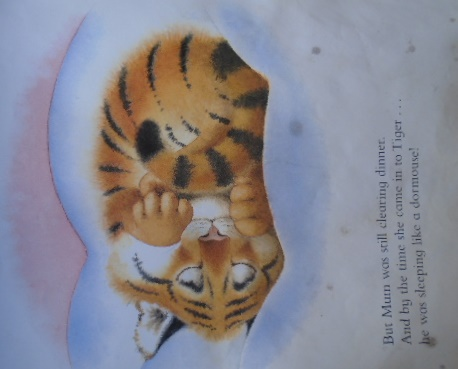 But Mum was still clearing dinner.
And by the time she came in to Tiger . . .
he was sleeping like a dormouse!